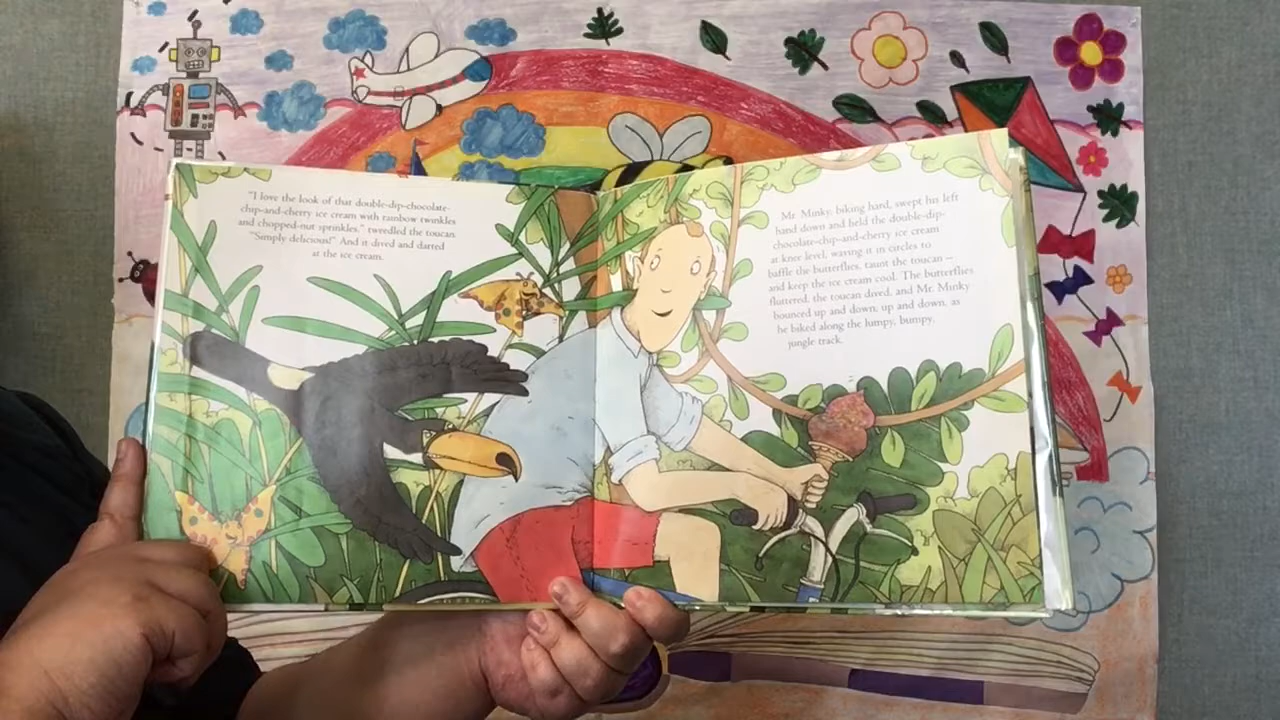 "I love the look of that double-dip-chocolate-
chip-and-cherry ice cream with rainbow twinkles
and chopped-nut sprinkles," tweedled the toucan.
"Simply delicious!" And it dived and darted
at the ice cream.
Mr. Minky, biking hard, swept his left
hand down and held the double-dip-
chocolate-chip-and-cherry ice cream
at knee level, waving it in circles to
baffle the butterflies, taunt the toucan –
and keep the ice cream cool. The butterflies
fluttered, the toucan dived, and Mr. Minky
bounced up and down, up and down, as
he biked along the lumpy, bumpy,
jungle track.